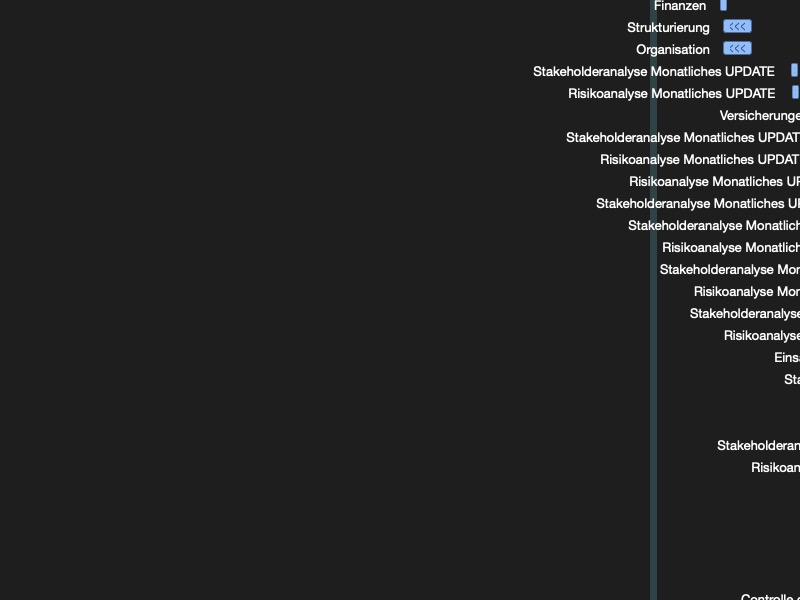 Finanzen
Strukturierung
Organisation
Stakeholderanalyse Monatliches UPDATE
Risikoanalyse Monatliches UPDATE
Versicherunge
Stakeholderanalyse Monatliches UPDAT
Risikoanalyse Monatliches UPDAT
Risikoanalyse Monatliches UP
Stakeholderanalyse Monatliches UP
Stakeholderanalyse Monatlich
Risikoanalyse Monatlich
Stakeholderanalyse Mon
Risikoanalyse Mon
Stakeholderanalyse
Risikoanalyse
Einsa
Sta
Stakeholderan
Risikoan
Controlle